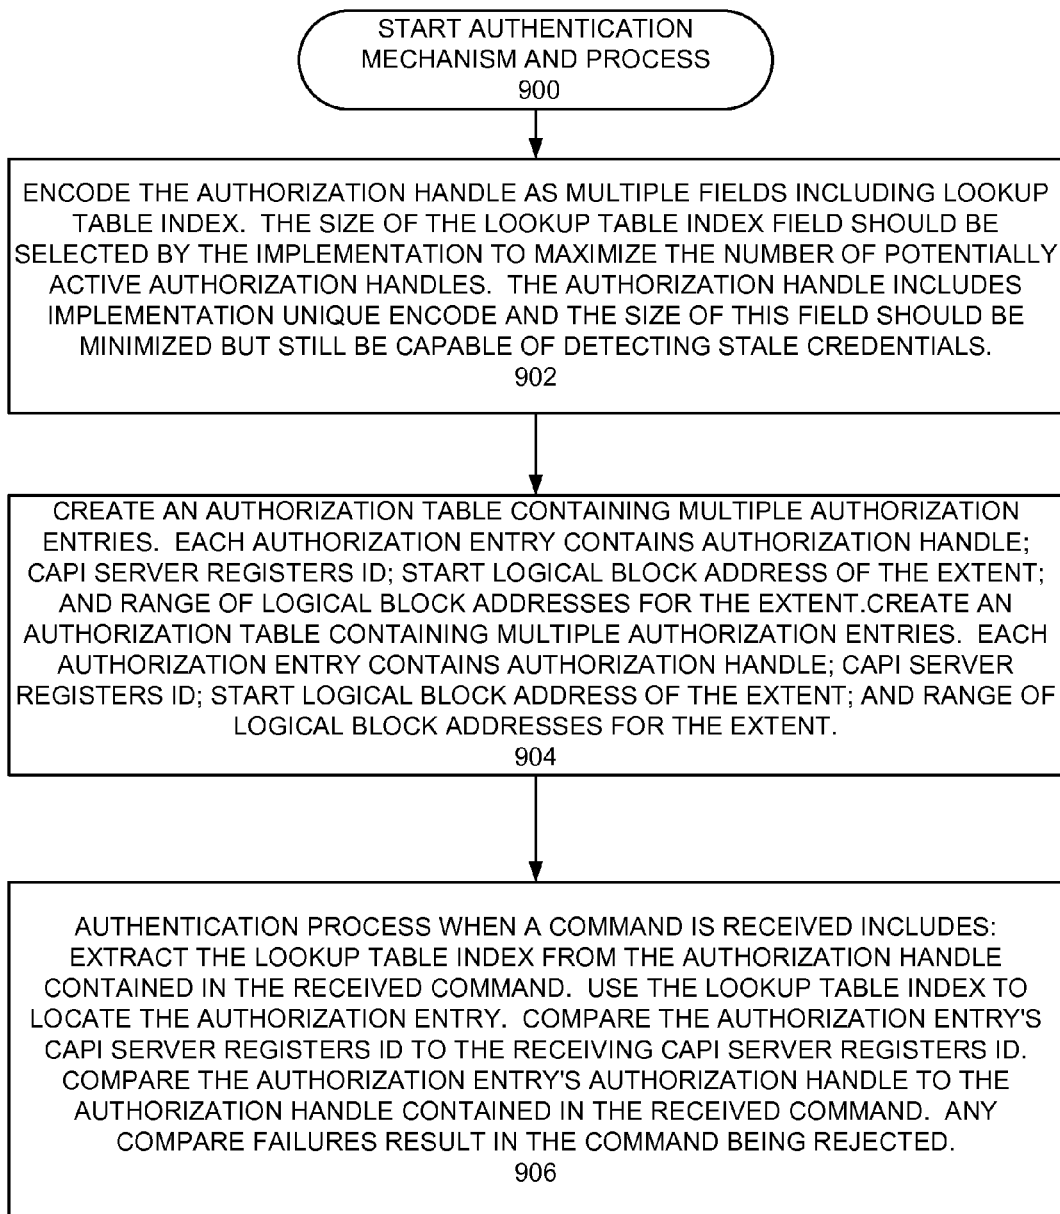 START AUTHENTICATION
MECHANISM AND PROCESS
900
ENCODE THE AUTHORIZATION HANDLE AS MULTIPLE FIELDS INCLUDING LOOKUP
TABLE INDEX. THE SIZE OF THE LOOKUP TABLE INDEX FIELD SHOULD BE
SELECTED BY THE IMPLEMENTATION TO MAXIMIZE THE NUMBER OF POTENTIALLY
ACTIVE AUTHORIZATION HANDLES. THE AUTHORIZATION HANDLE INCLUDES
IMPLEMENTATION UNIQUE ENCODE AND THE SIZE OF THIS FIELD SHOULD BE
MINIMIZED BUT STILL BE CAPABLE OF DETECTING STALE CREDENTIALS.
902
CREATE AN AUTHORIZATION TABLE CONTAINING MULTIPLE AUTHORIZATION
ENTRIES. EACH AUTHORIZATION ENTRY CONTAINS AUTHORIZATION HANDLE;
CAPI SERVER REGISTERS ID; START LOGICAL BLOCK ADDRESS OF THE EXTENT;
AND RANGE OF LOGICAL BLOCK ADDRESSES FOR THE EXTENT.CREATE AN
AUTHORIZATION TABLE CONTAINING MULTIPLE AUTHORIZATION ENTRIES. EACH
AUTHORIZATION ENTRY CONTAINS AUTHORIZATION HANDLE; CAPI SERVER
REGISTERS ID; START LOGICAL BLOCK ADDRESS OF THE EXTENT; AND RANGE OF
LOGICAL BLOCK ADDRESSES FOR THE EXTENT.
904
AUTHENTICATION PROCESS WHEN A COMMAND IS RECEIVED INCLUDES:
EXTRACT THE LOOKUP TABLE INDEX FROM THE AUTHORIZATION HANDLE
CONTAINED IN THE RECEIVED COMMAND. USE THE LOOKUP TABLE INDEX TO
LOCATE THE AUTHORIZATION ENTRY. COMPARE THE AUTHORIZATION ENTRY'S
CAPI SERVER REGISTERS ID TO THE RECEIVING CAPI SERVER REGISTERS ID.
COMPARE THE AUTHORIZATION ENTRY'S AUTHORIZATION HANDLE TO THE
AUTHORIZATION HANDLE CONTAINED IN THE RECEIVED COMMAND. ANY
COMPARE FAILURES RESULT IN THE COMMAND BEING REJECTED.
906